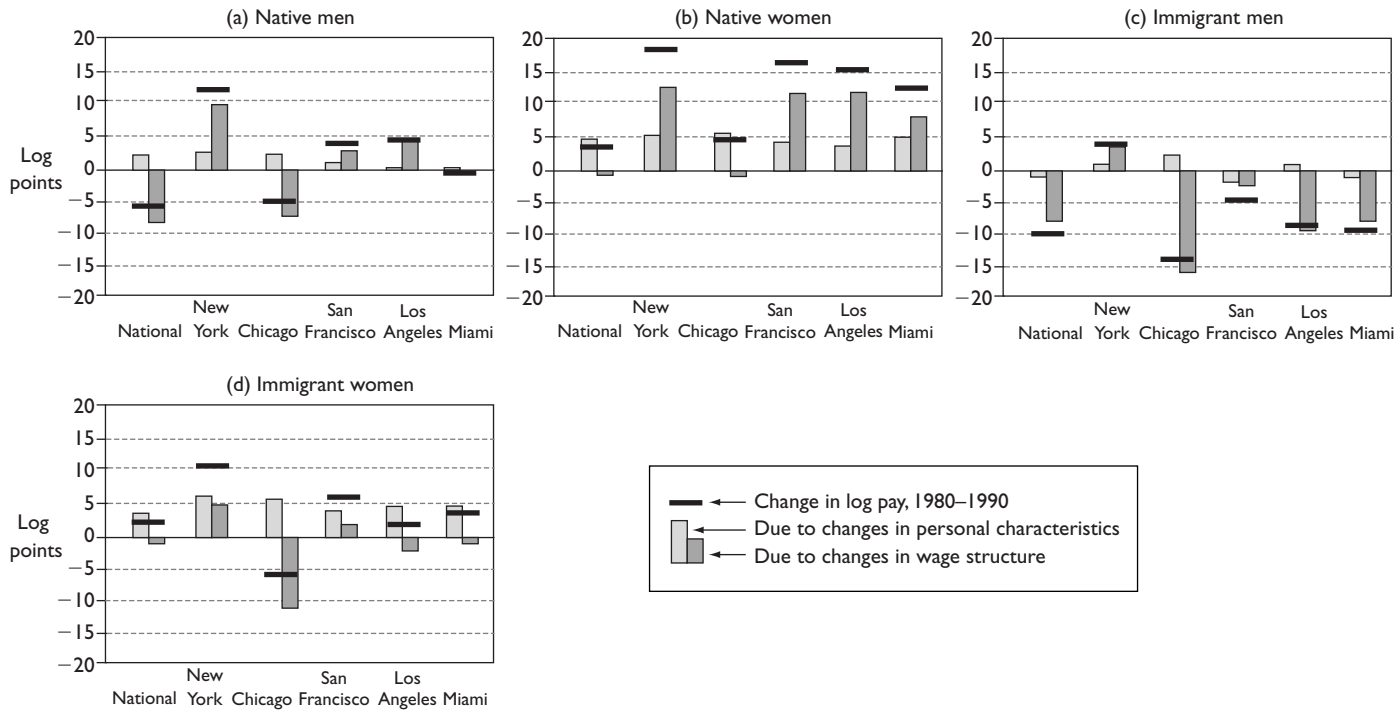 (a) Native men
20
15
10
5
0
−5
−10
−15
−20
Log
points
National
New
York
Chicago
San
Francisco
Los
Angeles
Miami
(b) Native women
20
15
10
5
0
−5
−10
−15
−20
National
New
York
Chicago
San
Francisco
Los
Angeles
Miami
(c) Immigrant men
20
15
10
5
0
−5
−10
−15
−20
National
New
York
Chicago
San
Francisco
Los
Angeles
Miami
(d) Immigrant women
20
15
10
5
0
−5
−10
−15
−20
Log
points
National
New
York
Chicago
San
Francisco
Los
Angeles
Miami
Change in log pay, 1980–1990
Due to changes in personal characteristics
Due to changes in wage structure